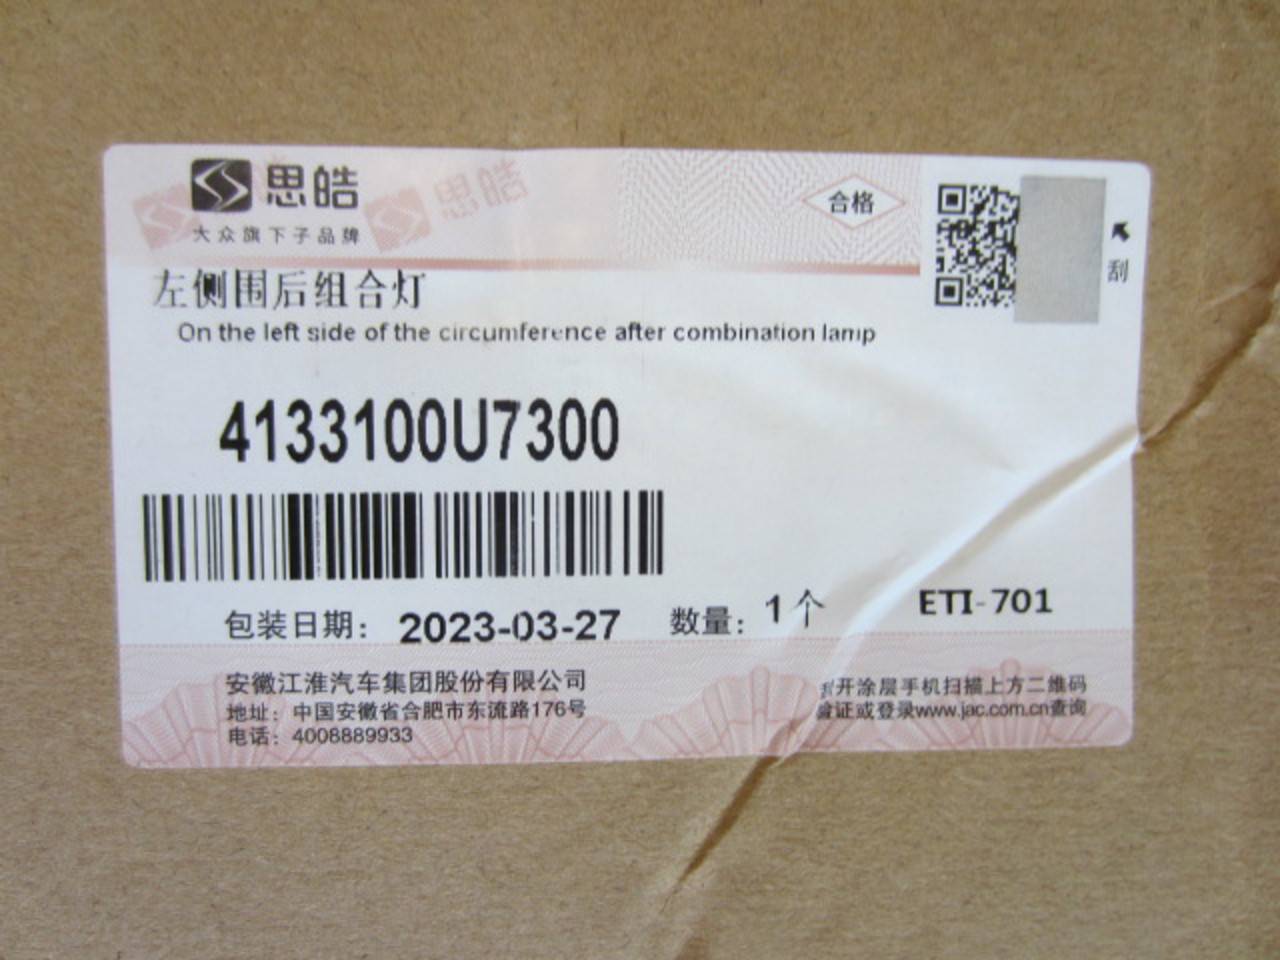 思皓
思皓
大众旗下子品牌
合格
刮
左侧围后组合灯
On the left side of the circumference after combination lamp
4133100U7300
包装日期： 2023-03-27 数量： 1个 ETI-701
安徽江淮汽车集团股份有限公司
地址：中国安徽省合肥市东流路176号
电话：4008889933
开涂层手机扫描上方二维码
验证或登录www.jac.com.cn查询